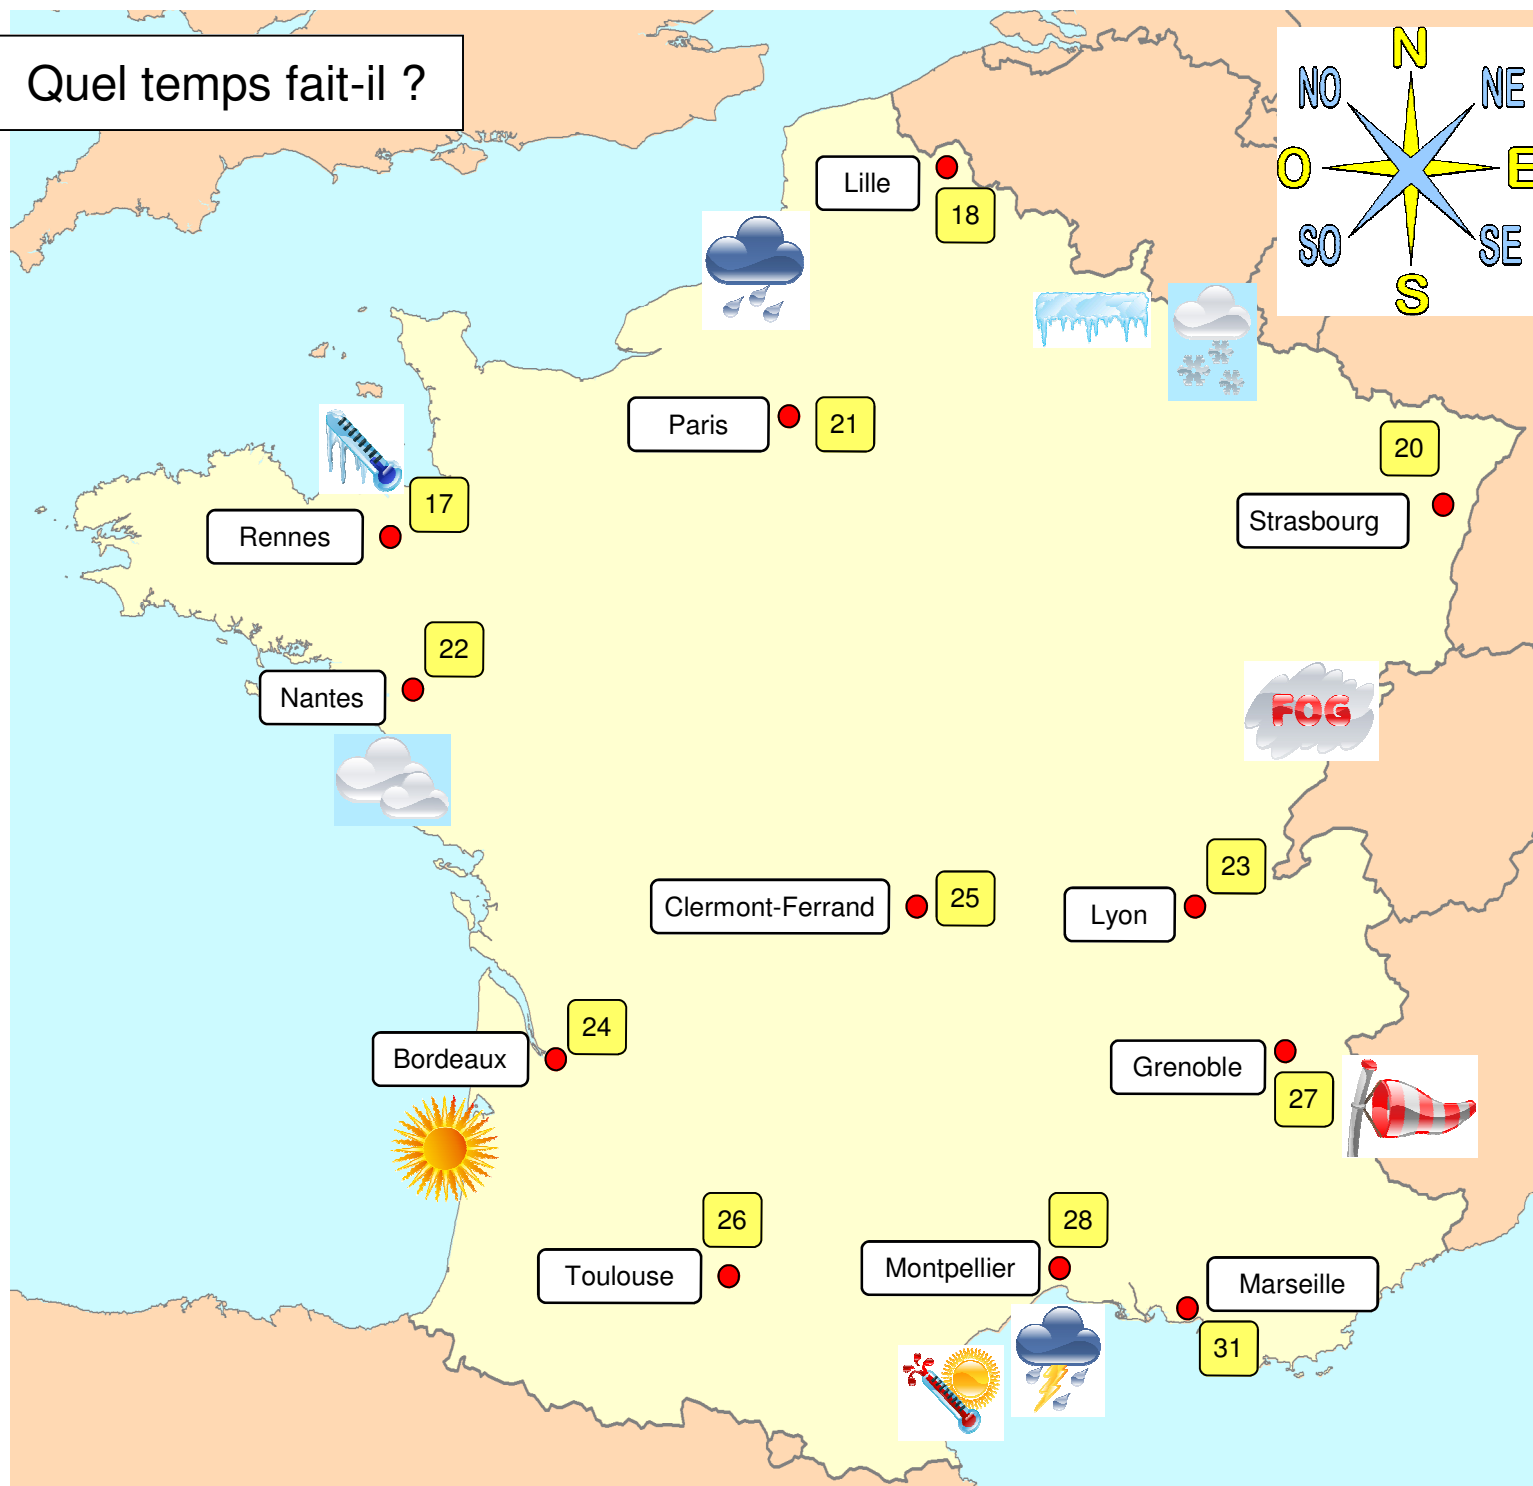 Quel temps fait-il ?
N
NO
NE
O
E
SO
SE
S
Lille
18
Paris
21
20
Strasbourg
17
Rennes
22
Nantes
FOG
23
Clermont-Ferrand
25
Lyon
24
Bordeaux
Grenoble
27
26
Toulouse
28
Montpellier
Marseille
31